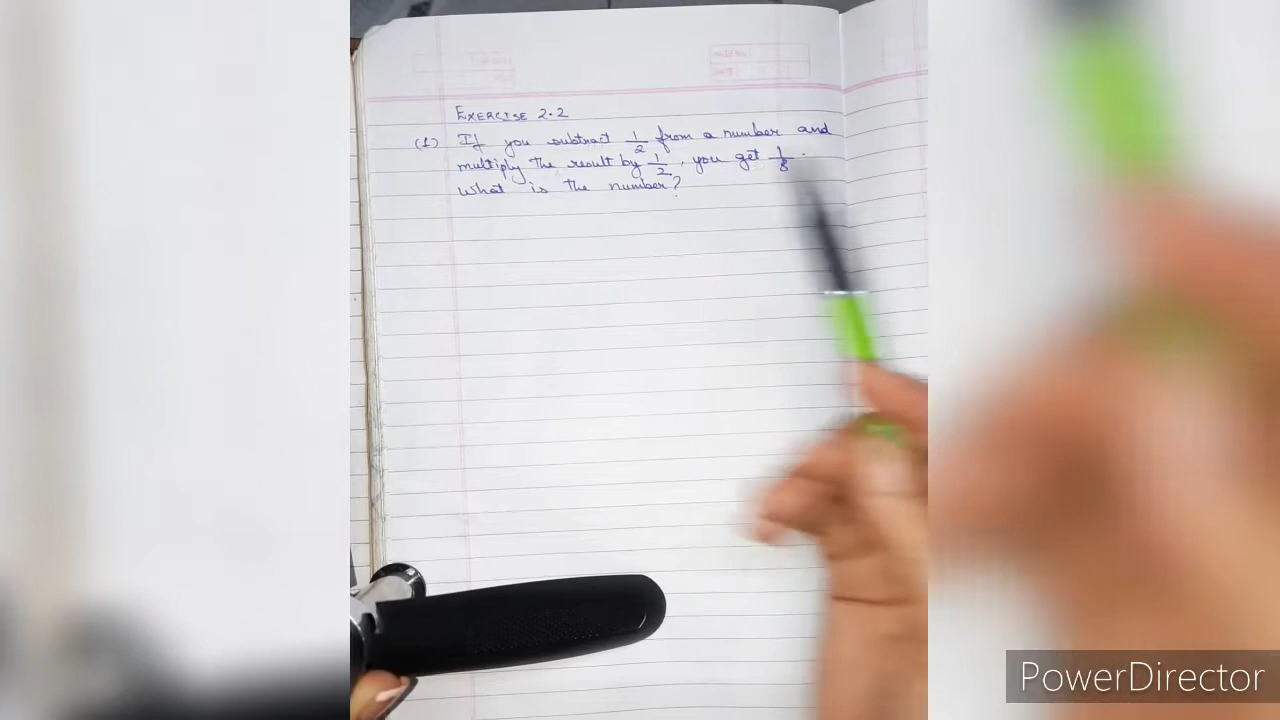 EXERCISE 2.2
(1) If you subtract 1/2 from a number and
multiply the result by 1/2, you get 1/8.
what is the number?
PowerDirector